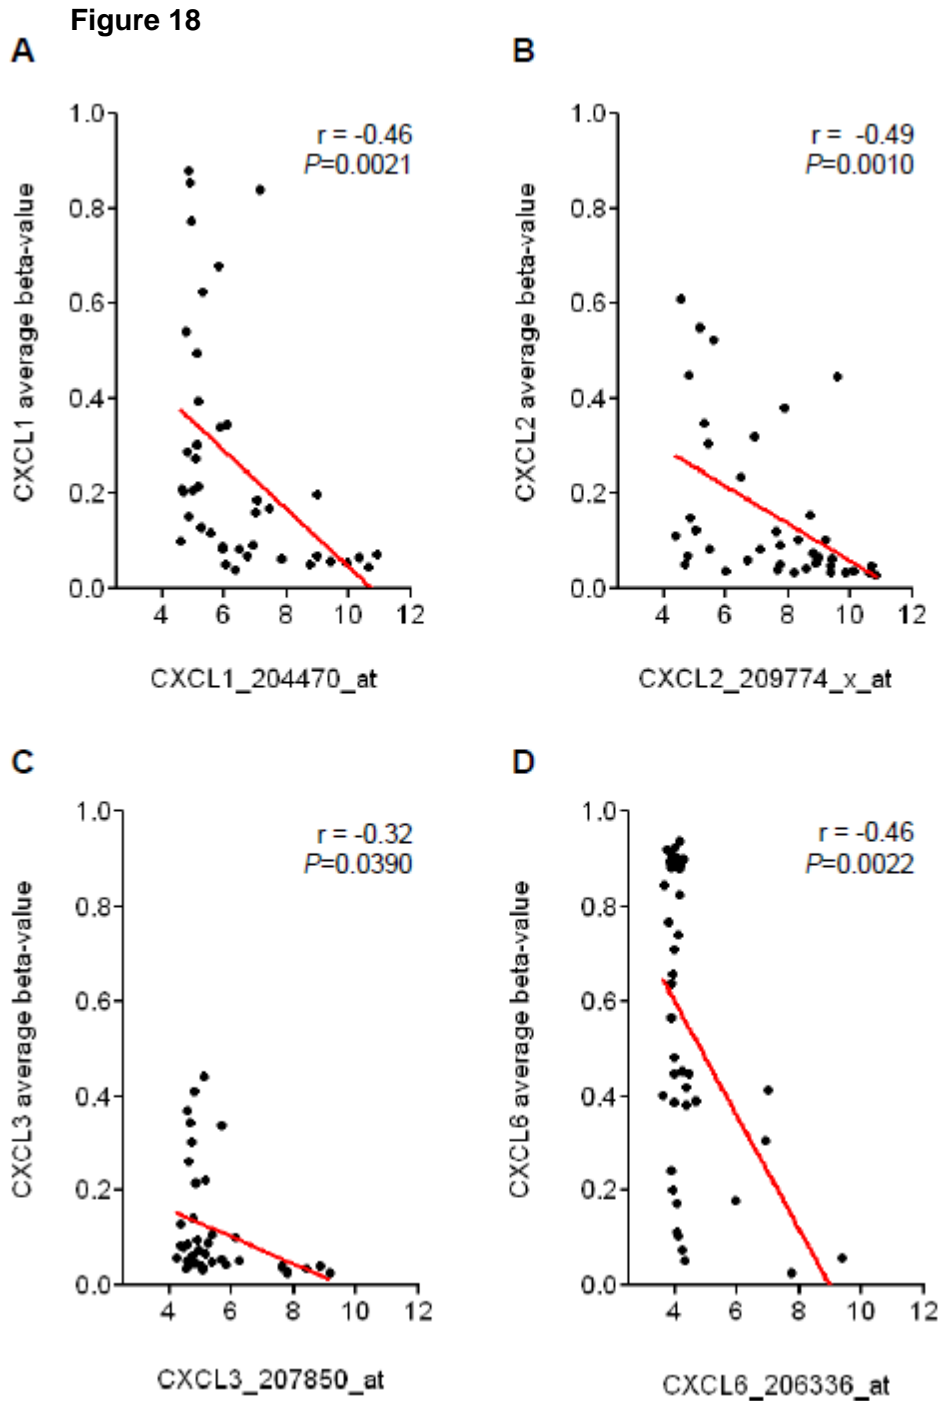 Figure 18
A
r = -0.46
P=0.0021
CXCL1 average beta-value
1.0
0.8
0.6
0.4
0.2
0.0
4 6 8 10 12
CXCL1_204470_at
B
r = -0.49
P=0.0010
CXCL2 average beta-value
1.0
0.8
0.6
0.4
0.2
0.0
4 6 8 10 12
CXCL2_209774_x_at
C
r = -0.32
P=0.0390
CXCL3 average beta-value
1.0
0.8
0.6
0.4
0.2
0.0
4 6 8 10 12
CXCL3_207850_at
D
r = -0.46
P=0.0022
CXCL6 average beta-value
1.0
0.8
0.6
0.4
0.2
0.0
4 6 8 10 12
CXCL6_206336_at